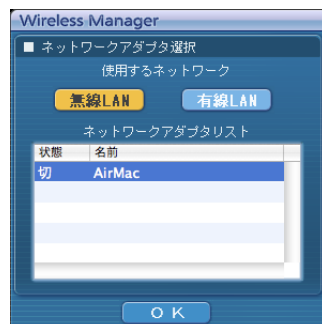 Wireless Manager
■ ネットワークアダプタ選択
使用するネットワーク
無線LAN 有線LAN
ネットワークアダプタリスト
状態 名前
切 AirMac
OK